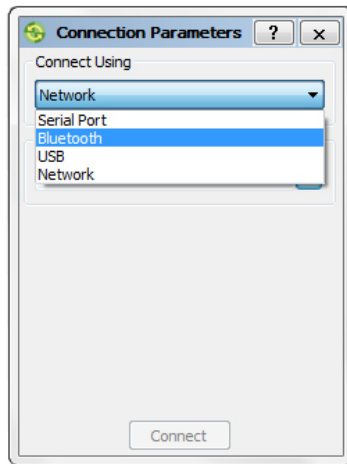 Connection Parameters ? x
Connect Using
Network
Serial Port
Bluetooth
USB
Network
Connect